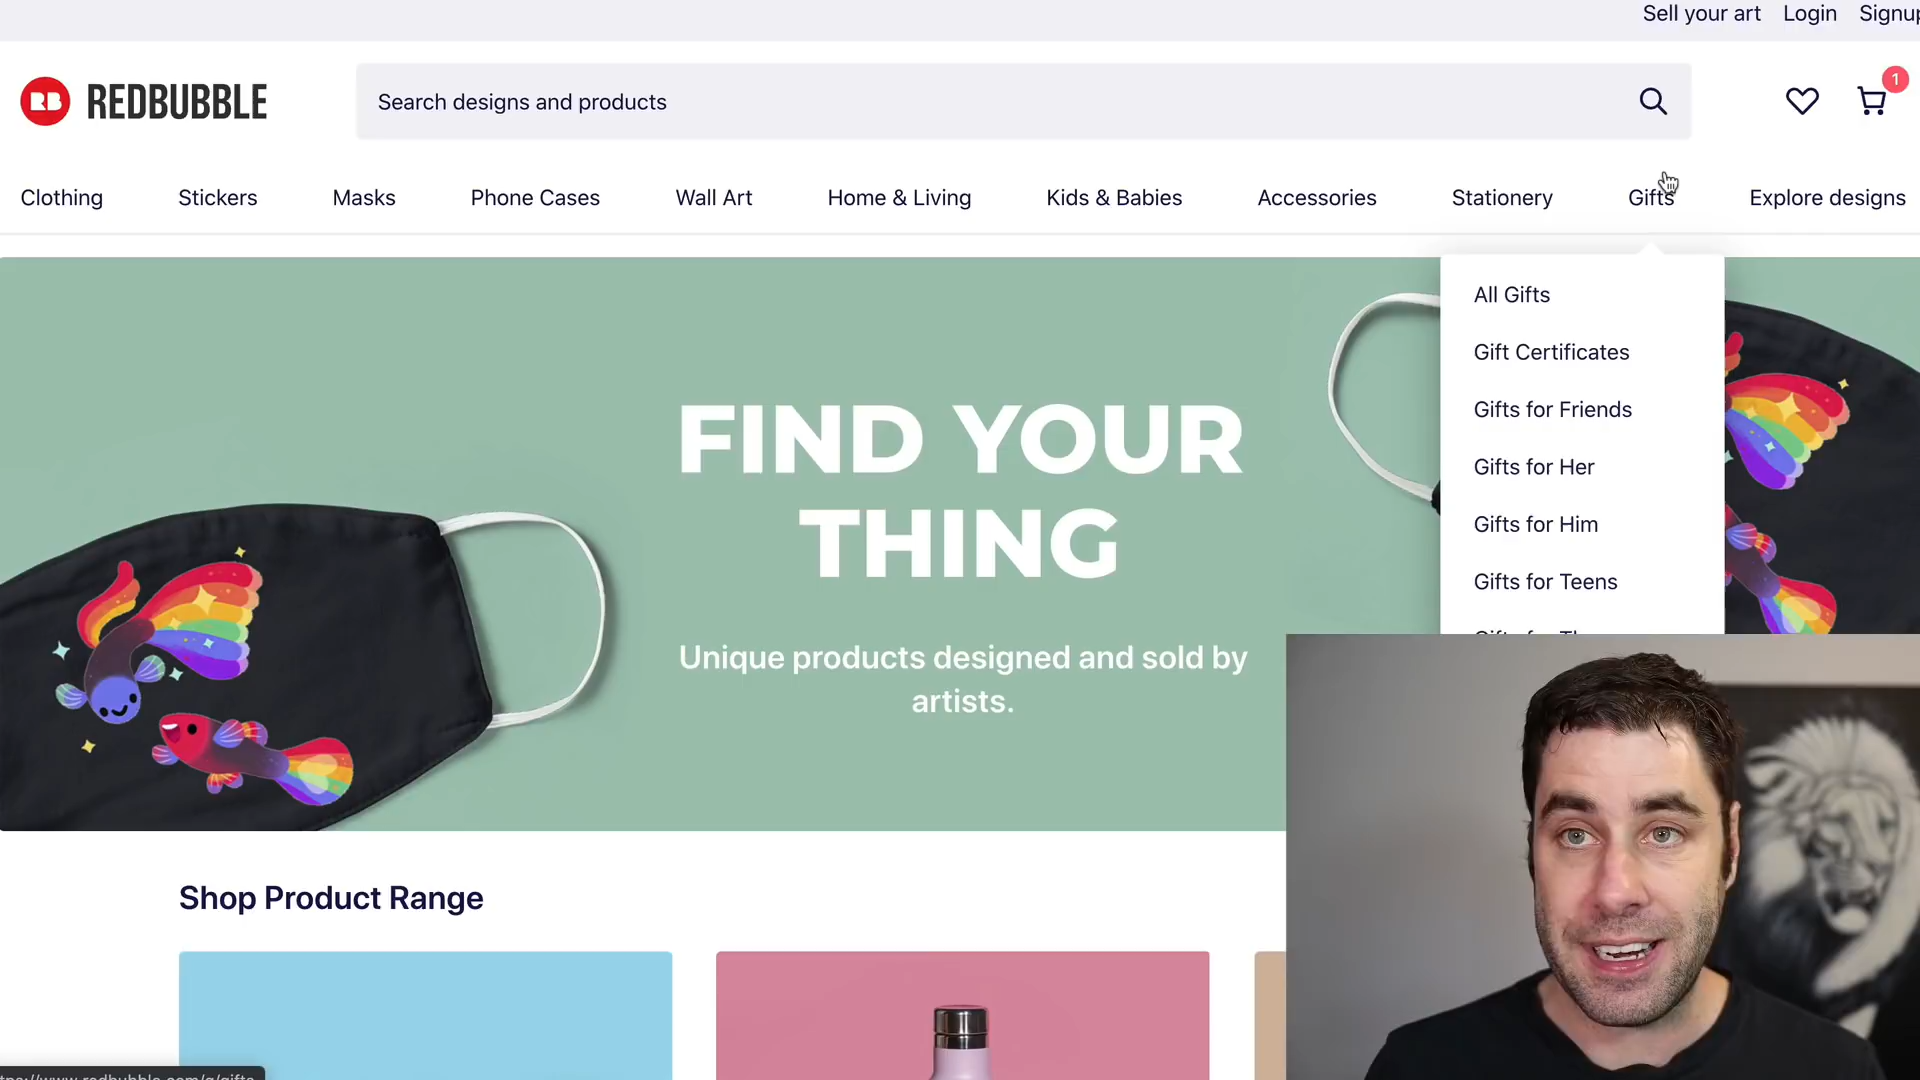 Sell your art Login Signup
RB REDBUBBLE
Search designs and products
1
Clothing Stickers Masks Phone Cases Wall Art Home & Living Kids & Babies Accessories Stationery Gifts Explore designs
All Gifts
Gift Certificates
Gifts for Friends
Gifts for Her
Gifts for Him
Gifts for Teens
FIND YOUR
THING
Unique products designed and sold by
artists.
Shop Product Range